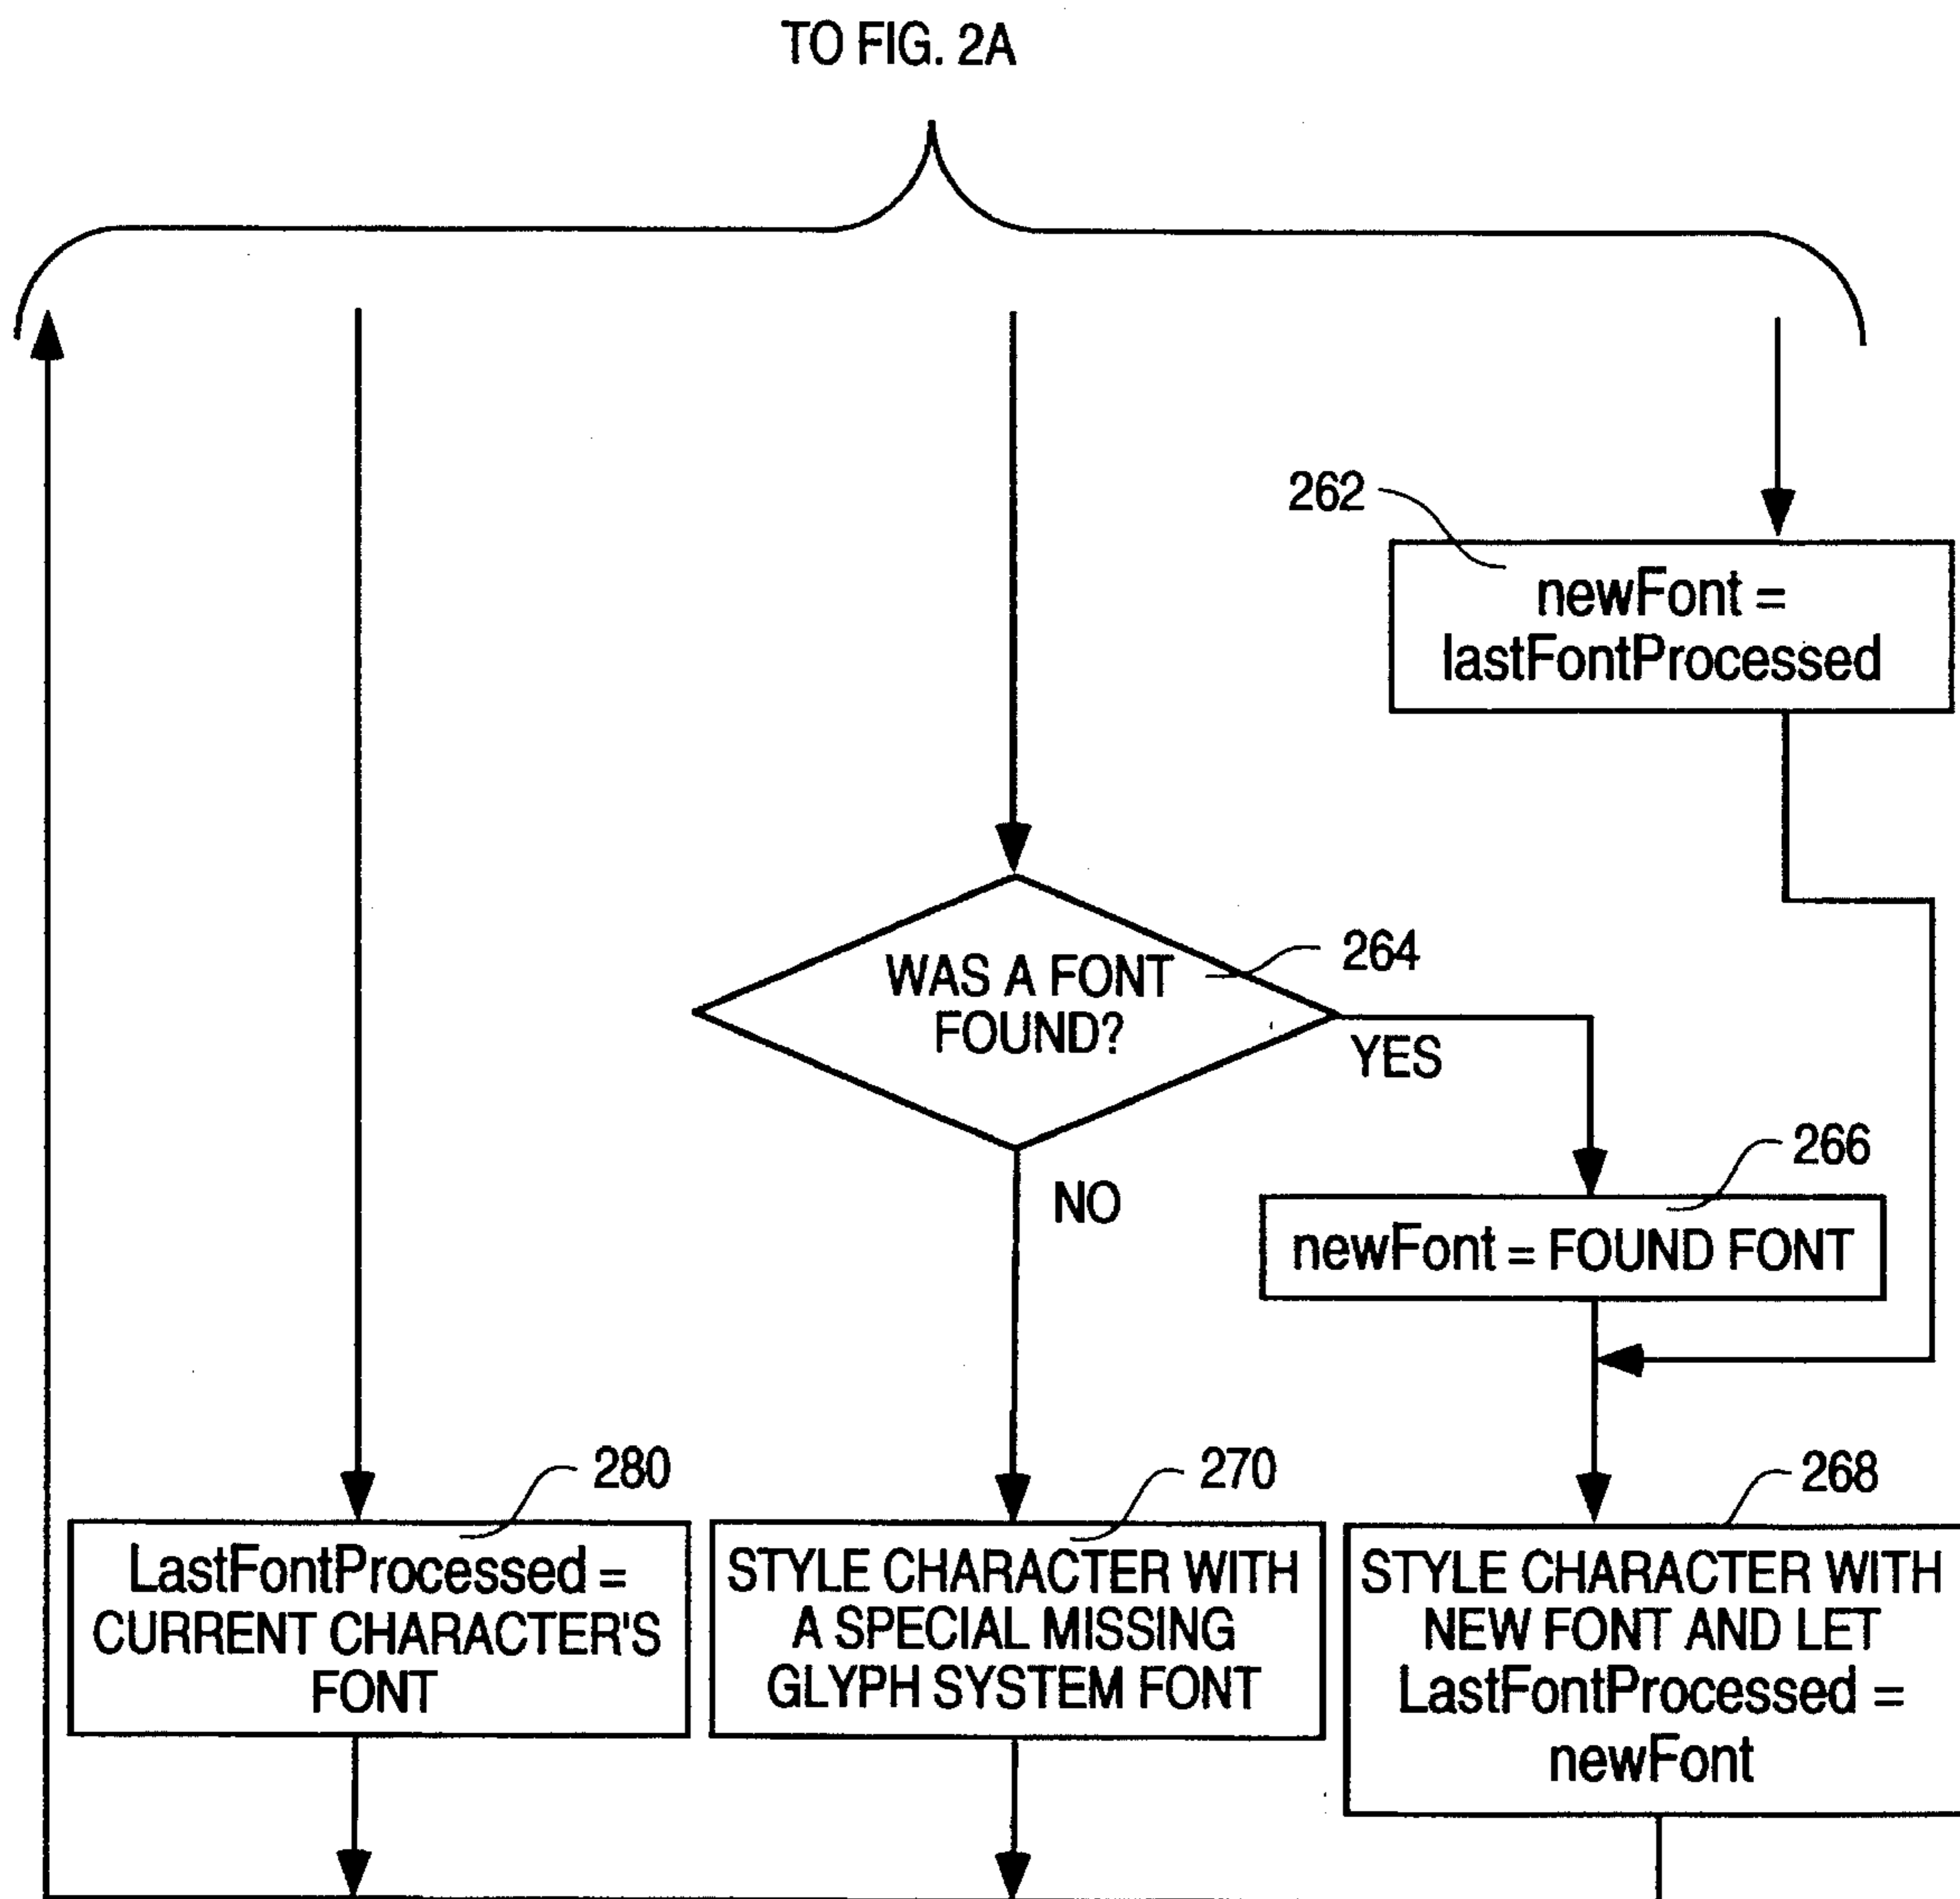 TO FIG. 2A
262
newFont =
lastFontProcessed
WAS A FONT
FOUND?
264
YES
NO
266
newFont = FOUND FONT
280
LastFontProcessed =
CURRENT CHARACTER'S
FONT
270
STYLE CHARACTER WITH
A SPECIAL MISSING
GLYPH SYSTEM FONT
268
STYLE CHARACTER WITH
NEW FONT AND LET
LastFontProcessed =
newFont